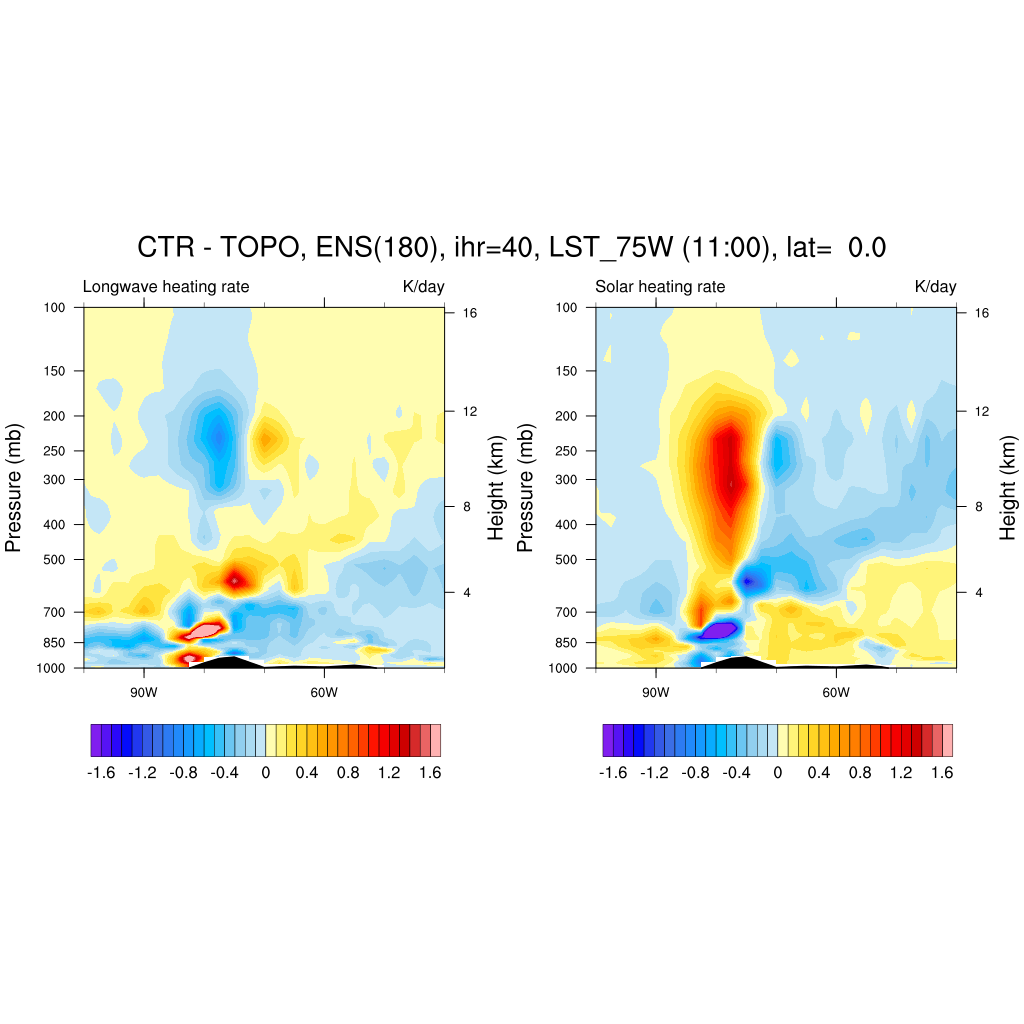 CTR - TOPO, ENS(180), ihr=40, LST_75W (11:00), lat=  0.0
Longwave heating rate K/day
Pressure (mb)
100
150
200
250
300
400
500
700
850
1000
16
12
8
4
Height (km)
90W 60W
-1.6 -1.2 -0.8 -0.4 0 0.4 0.8 1.2 1.6
Solar heating rate K/day
Pressure (mb)
100
150
200
250
300
400
500
700
850
1000
16
12
8
4
Height (km)
90W 60W
-1.6 -1.2 -0.8 -0.4 0 0.4 0.8 1.2 1.6